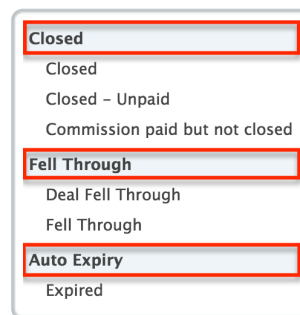 Closed
Closed
Closed – Unpaid
Commission paid but not closed
Fell Through
Deal Fell Through
Fell Through
Auto Expiry
Expired